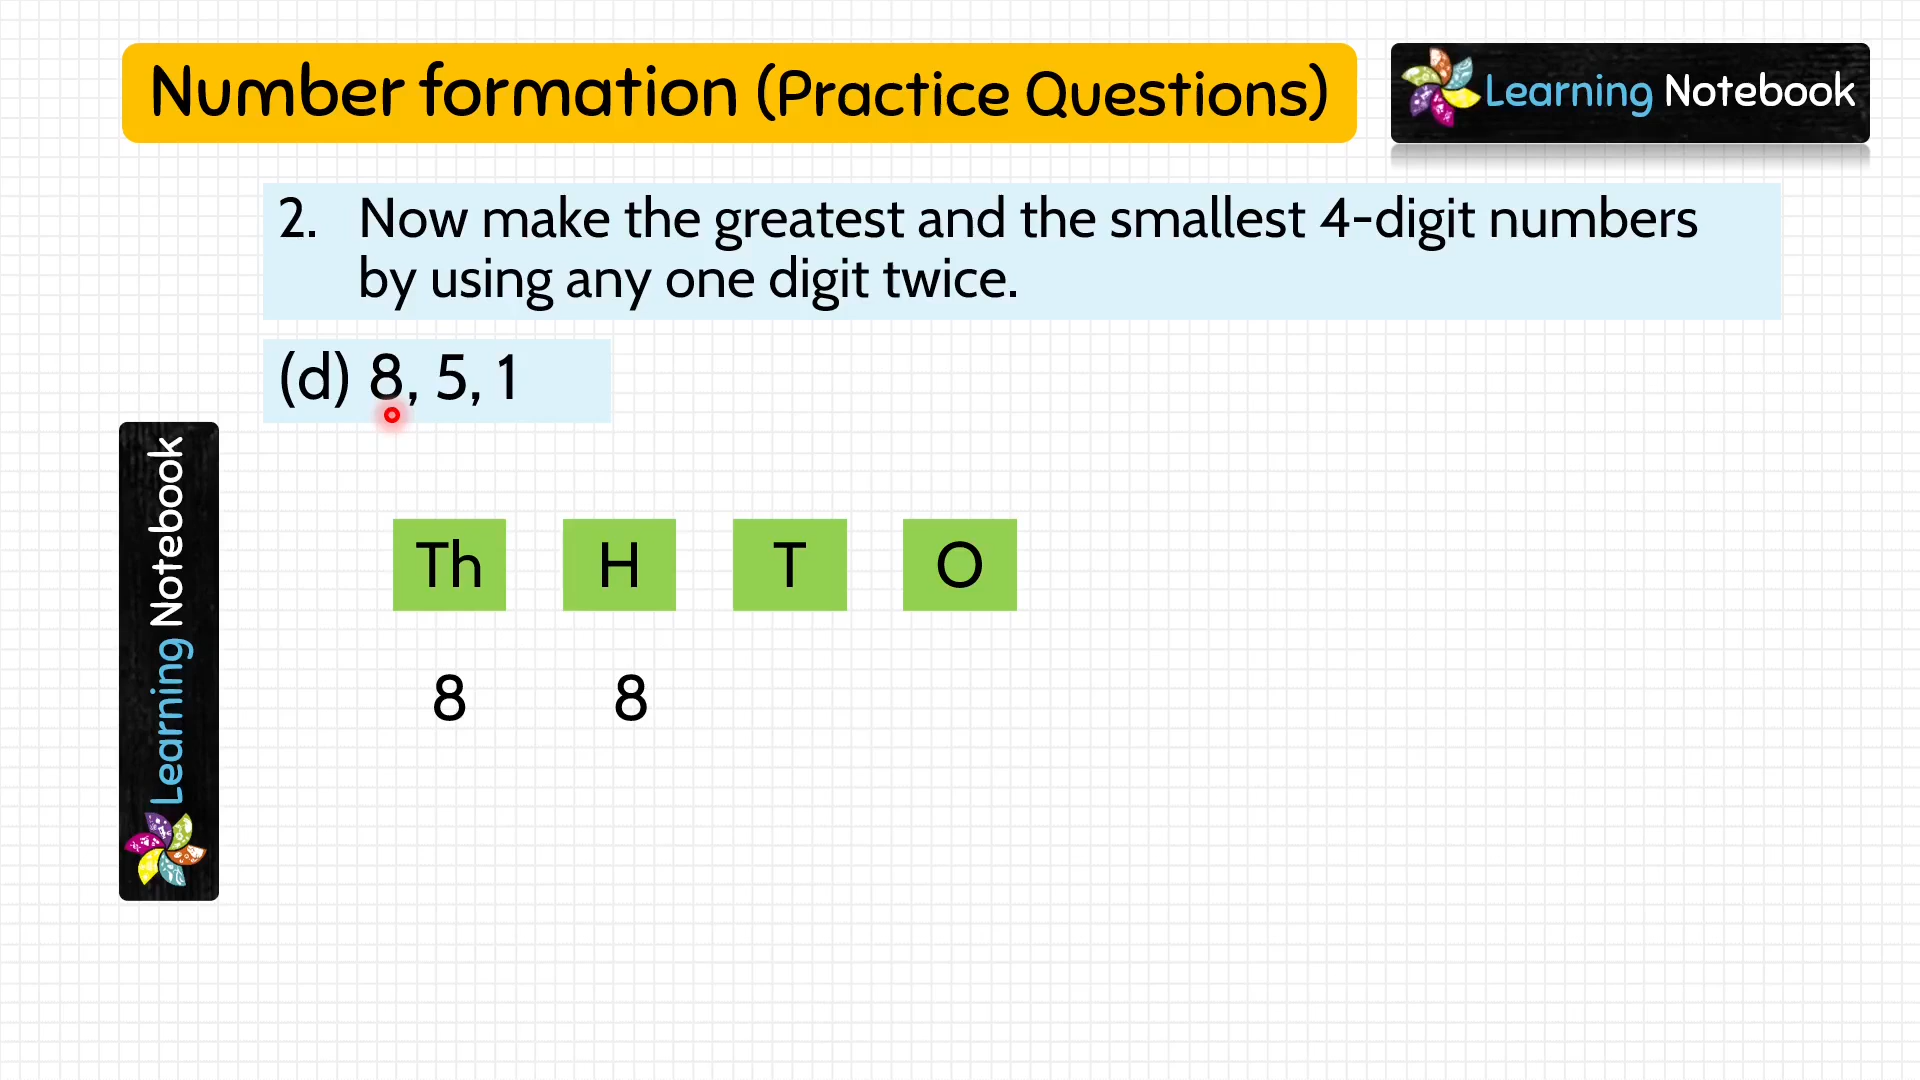 Number formation (Practice Questions)
Learning Notebook
2. Now make the greatest and the smallest 4-digit numbers
by using any one digit twice.
(d) 8, 5, 1
Learning Notebook
Th H T O
8 8